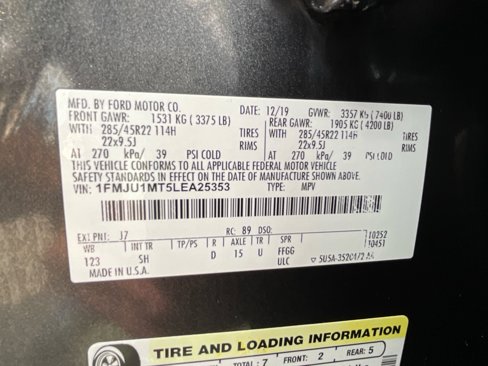 MFD. BY FORD MOTOR CO. 12/19 GVWR: 3357 KG ( 7400 LB)
FRONT GAWR: 1531 KG ( 3375 LB) REAR GAWR: 1905 KG ( 4200 LB)
WITH 285/45R22 114H TIRES WITH 285/45R22 114H TIRES
22x9.5J RIMS 22x9.5J RIMS
AT 270 kPa/ 39 PSI COLD AT 270 kPa/ 39 PSI COLD
THIS VEHICLE CONFORMS TO ALL APPLICABLE FEDERAL MOTOR VEHICLE
SAFETY STANDARDS IN EFFECT ON THE DATE OF MANUFACTURE SHOWN ABOVE.
VIN: 1FMJU1MT5LEA25353 TYPE: MPV
EXT PNT: J7 RC: 89 DSO:
WB INT TR TP/PS R AXLE TR SPR
123 SH D 15 U FFGG
MADE IN U.S.A. ULC
TIRE AND LOADING INFORMATION
TOTAL: 7 FRONT: 2 REAR: 5